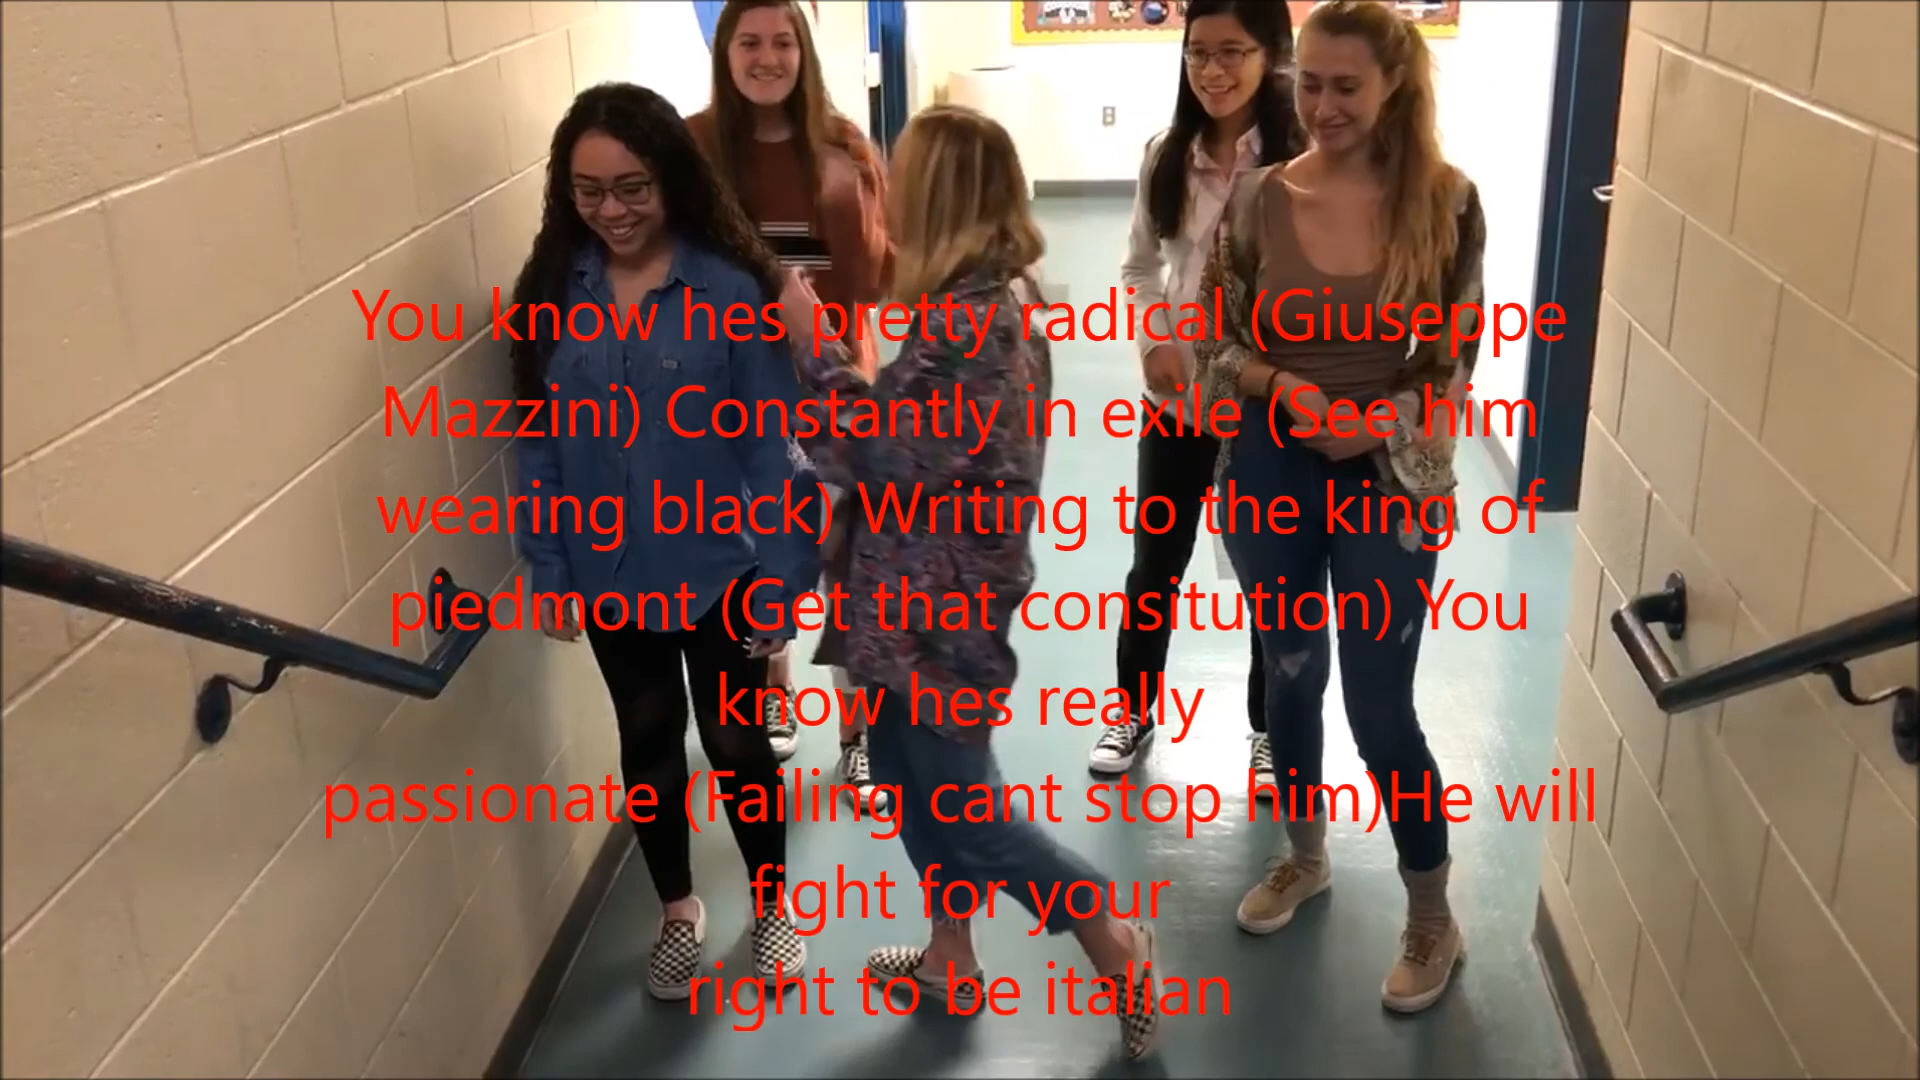 You know hes pretty radical (Giuseppe
Mazzini) Constantly in exile (See him
wearing black) Writing to the king of
piedmont (Get that consitution) You
know hes really
passionate (Failing cant stop him)He will
fight for your
right to be italian